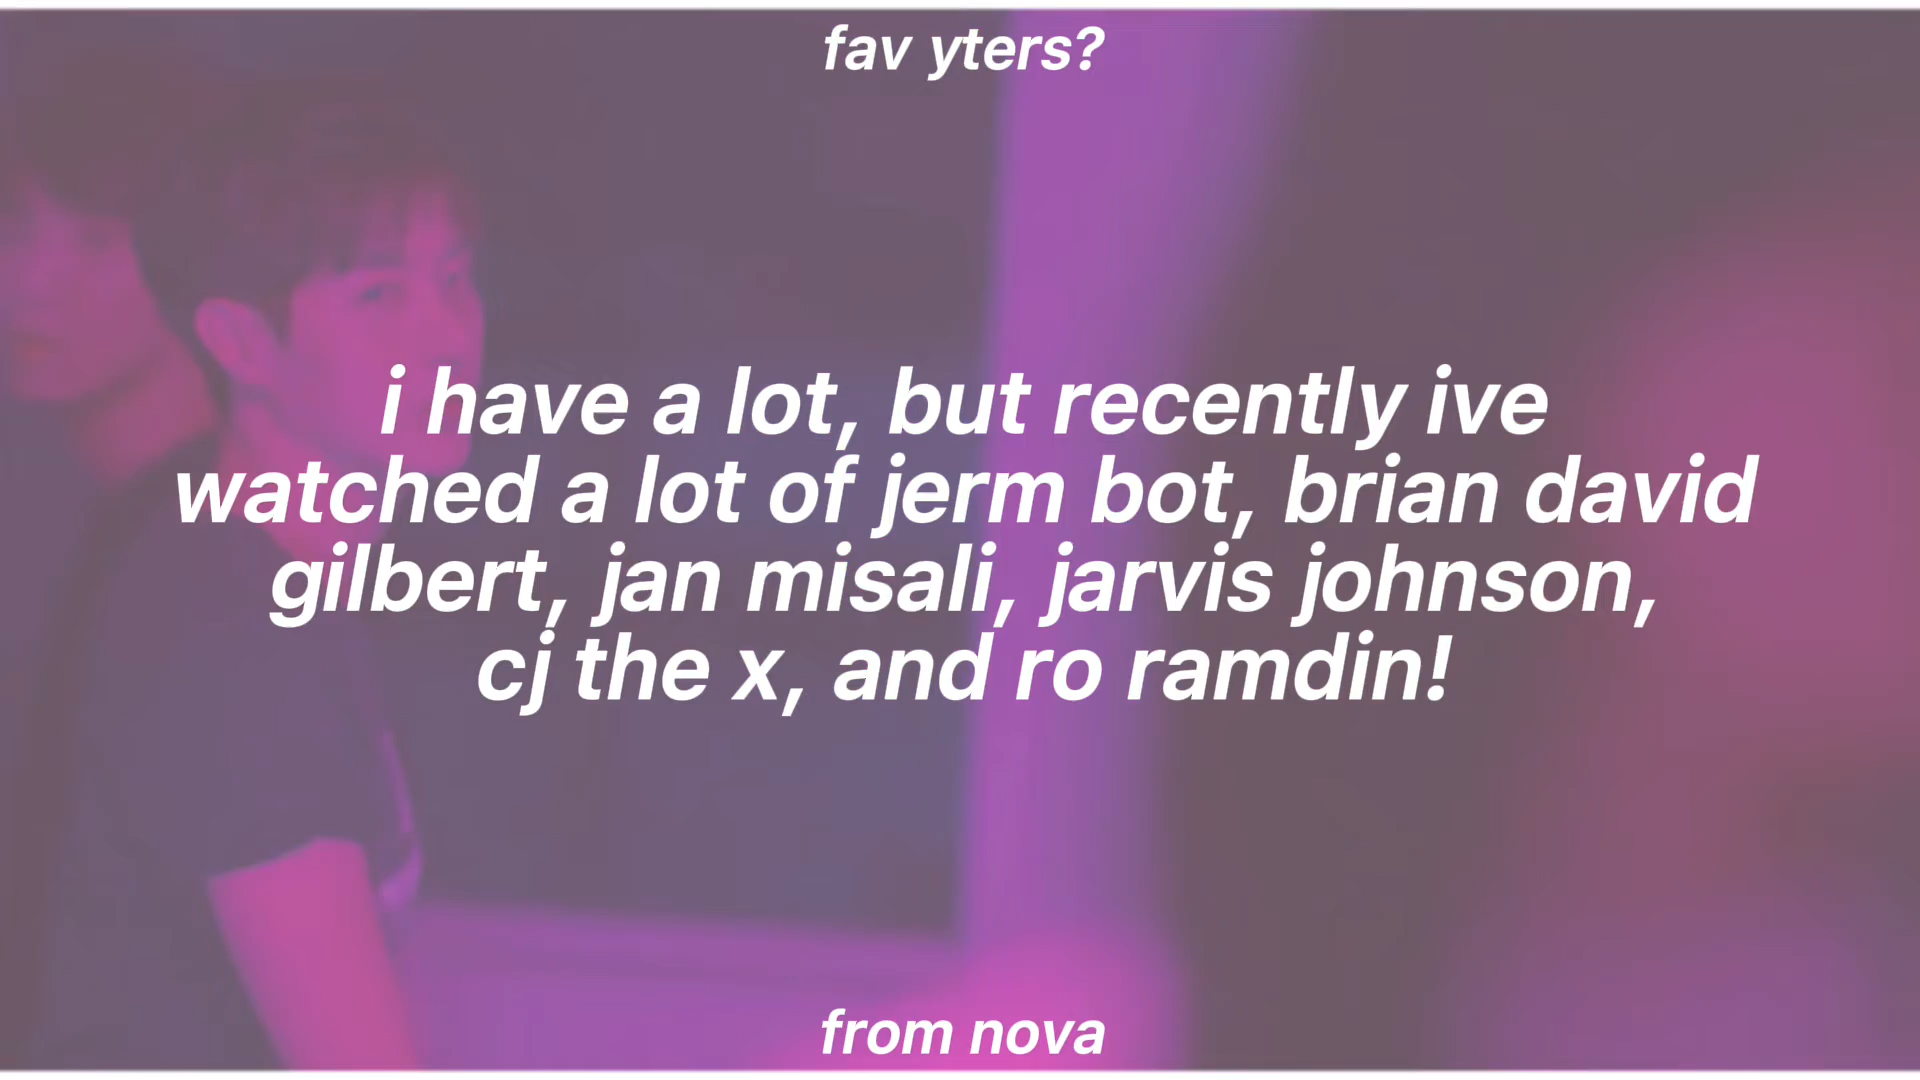 fav yters?
i have a lot, but recently ive
watched a lot of jerm bot, brian david
gilbert, jan misali, jarvis johnson,
cj the x, and ro ramdin!
from nova